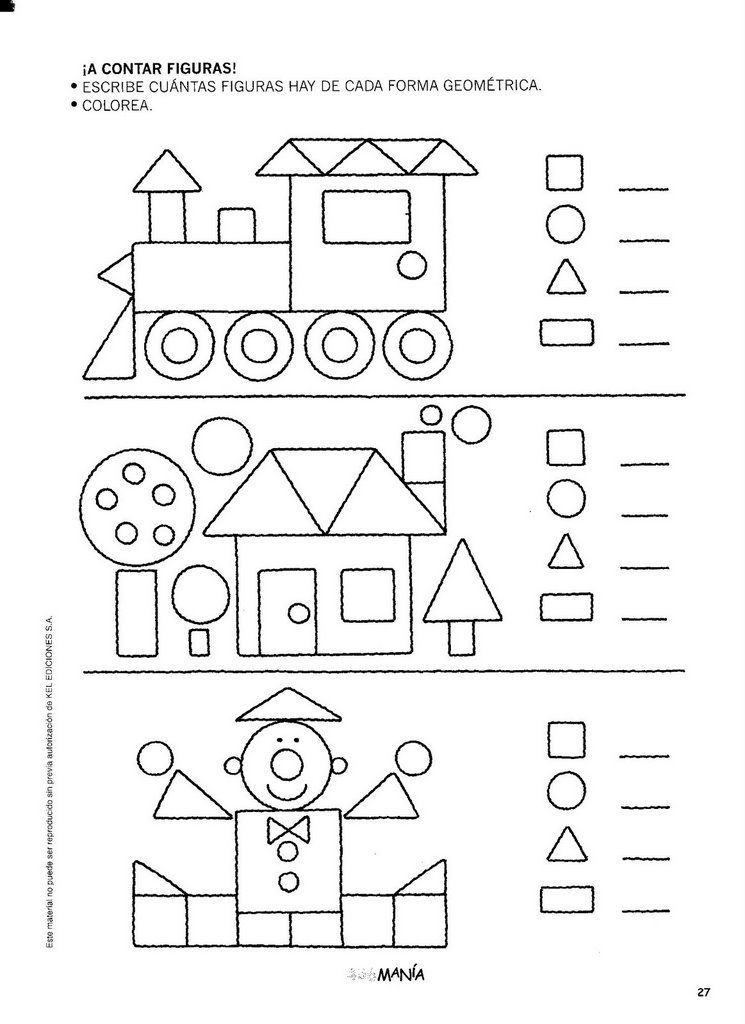 ¡A CONTAR FIGURAS!
• ESCRIBE CUÁNTAS FIGURAS HAY DE CADA FORMA GEOMÉTRICA.
• COLOREA.
Este material no puede ser reproducido sin previa autorización de KEL EDICIONES S.A.
MANÍA
27